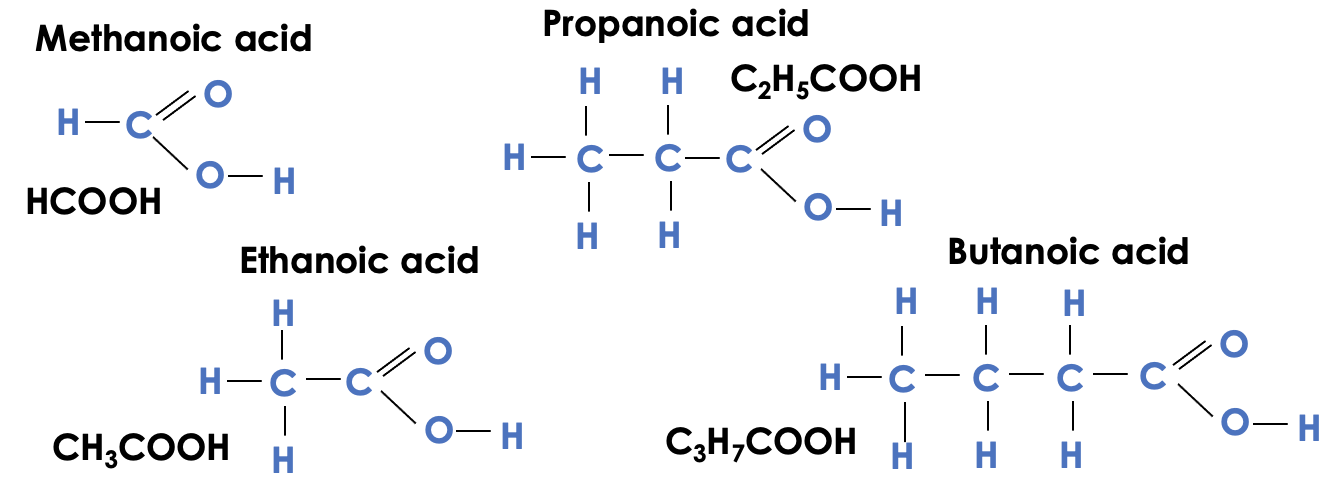 Methanoic acid
O
H C
O H
HCOOH
Propanoic acid
C₂H₅COOH
H H
O
H C C C
O H
H H
Ethanoic acid
H
O
H C C
O H
H
CH₃COOH
Butanoic acid
H H H
O
H C C C C
O H
H H H
C₃H₇COOH